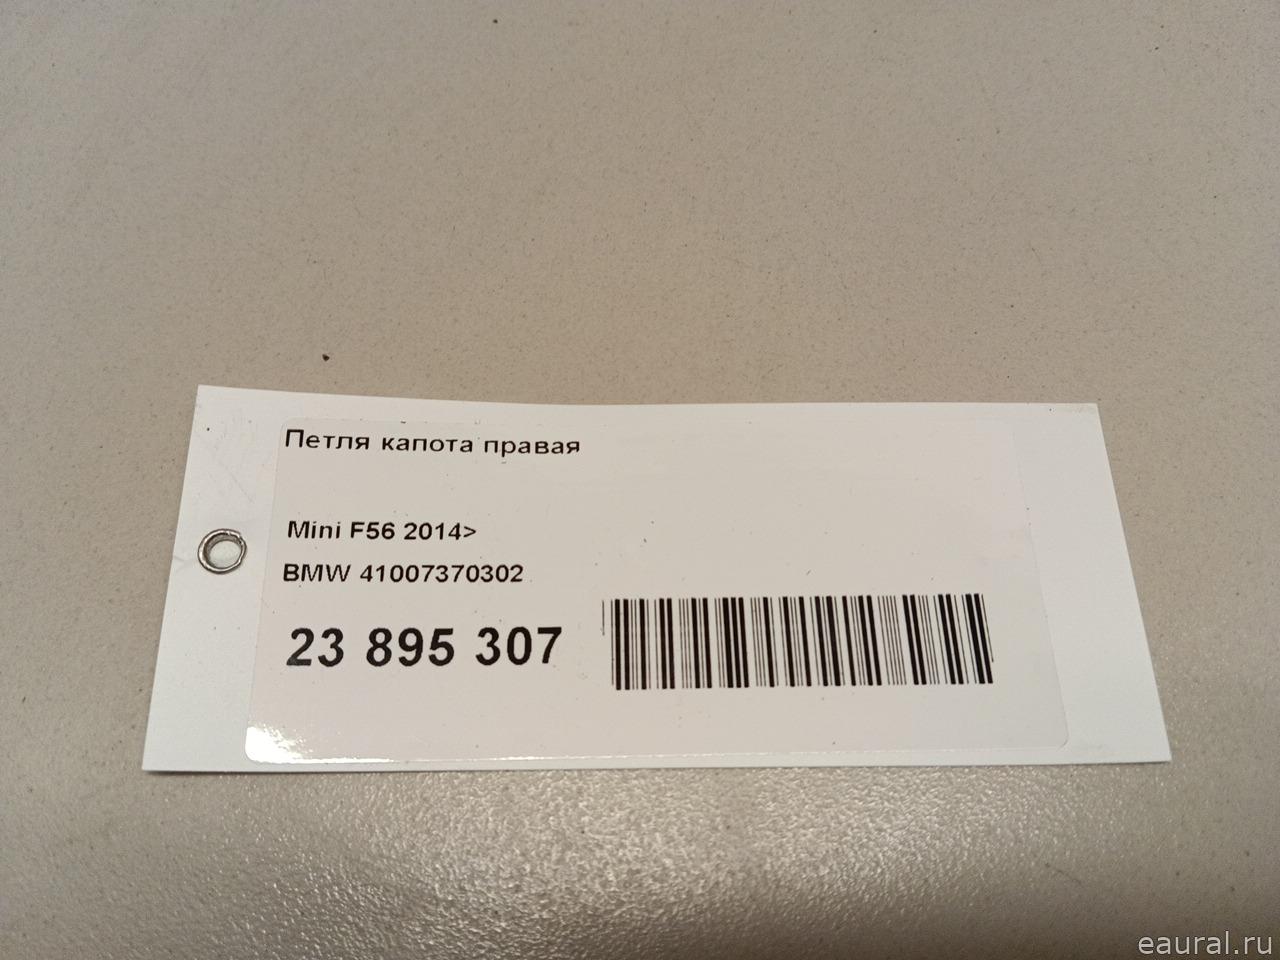 Петля капота правая
Mini F56 2014>
BMW 41007370302
23 895 307
eaural.ru